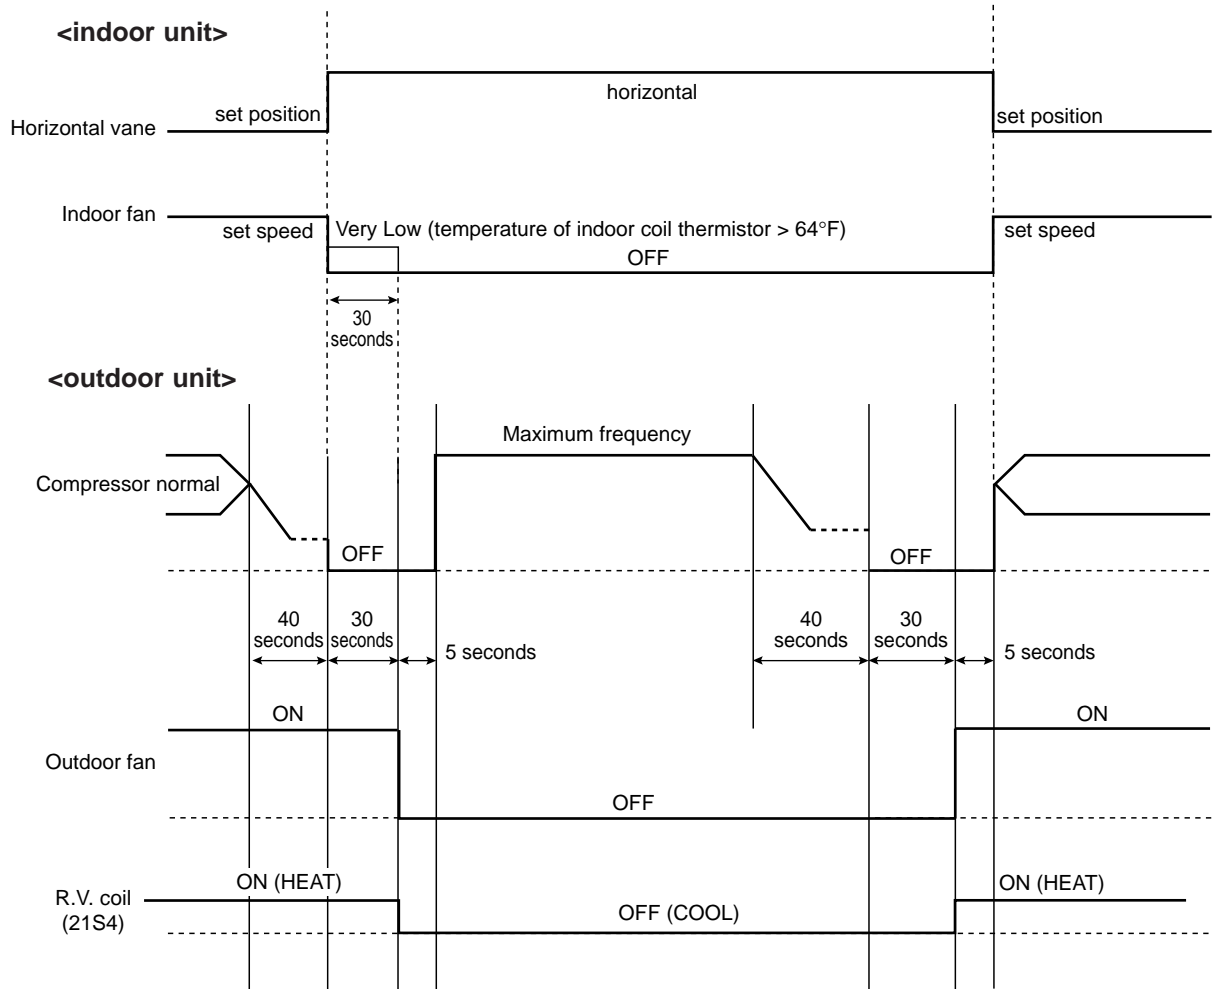 <indoor unit>
horizontal
set position
set position
Horizontal vane
Indoor fan
set speed
Very Low (temperature of indoor coil thermistor > 64°F)
set speed
OFF
30
seconds
<outdoor unit>
Maximum frequency
Compressor normal
OFF
OFF
40
seconds
30
seconds
5 seconds
40
seconds
30
seconds
5 seconds
ON
ON
Outdoor fan
OFF
ON (HEAT)
ON (HEAT)
R.V. coil
(21S4)
OFF (COOL)